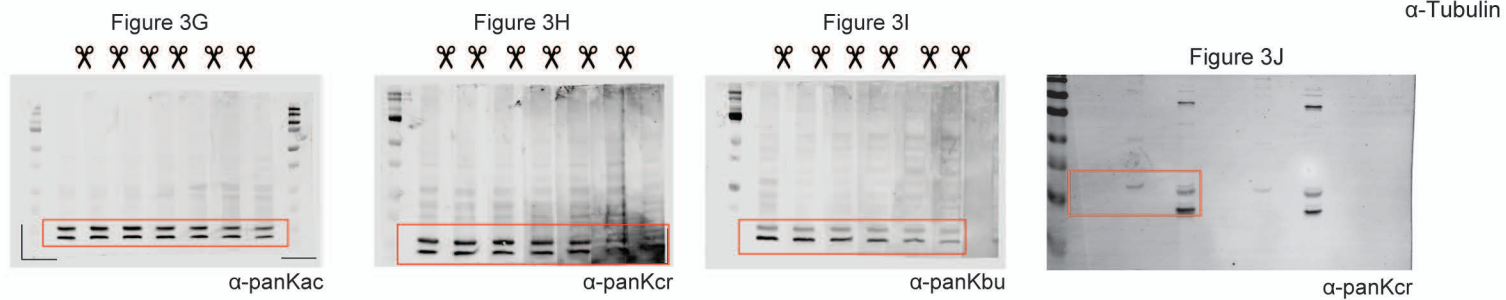 α-Tubulin
Figure 3G
Figure 3H
Figure 3I
Figure 3J
α-panKac
α-panKcr
α-panKbu
α-panKcr